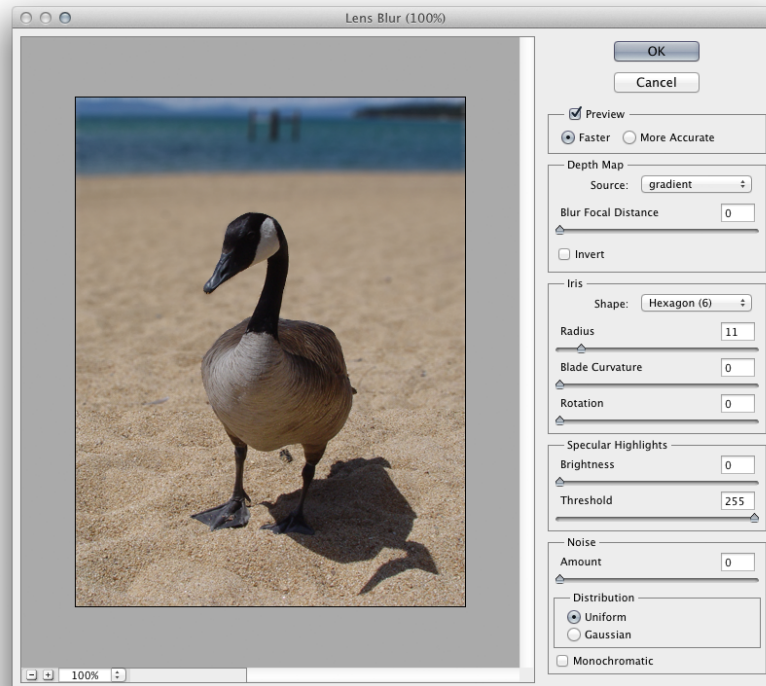 Lens Blur (100%)
OK
Cancel
Preview
Faster More Accurate
Depth Map
Source: gradient
Blur Focal Distance 0
Invert
Iris
Shape: Hexagon (6)
Radius 11
Blade Curvature 0
Rotation 0
Specular Highlights
Brightness 0
Threshold 255
Noise
Amount 0
Distribution
Uniform
Gaussian
Monochromatic
100%